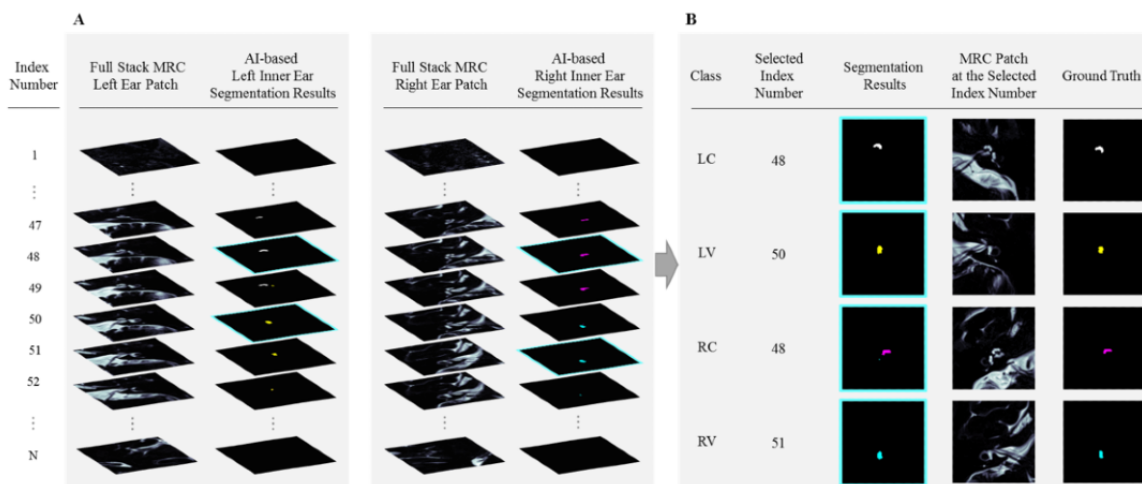 A
B
Index
Number
Full Stack MRC
Left Ear Patch
AI-based
Left Inner Ear
Segmentation Results
Full Stack MRC
Right Ear Patch
AI-based
Right Inner Ear
Segmentation Results
Class
Selected
Index
Number
Segmentation
Results
MRC Patch
at the Selected
Index Number
Ground Truth
1
47
48
49
50
51
52
N
LC
48
LV
50
RC
48
RV
51